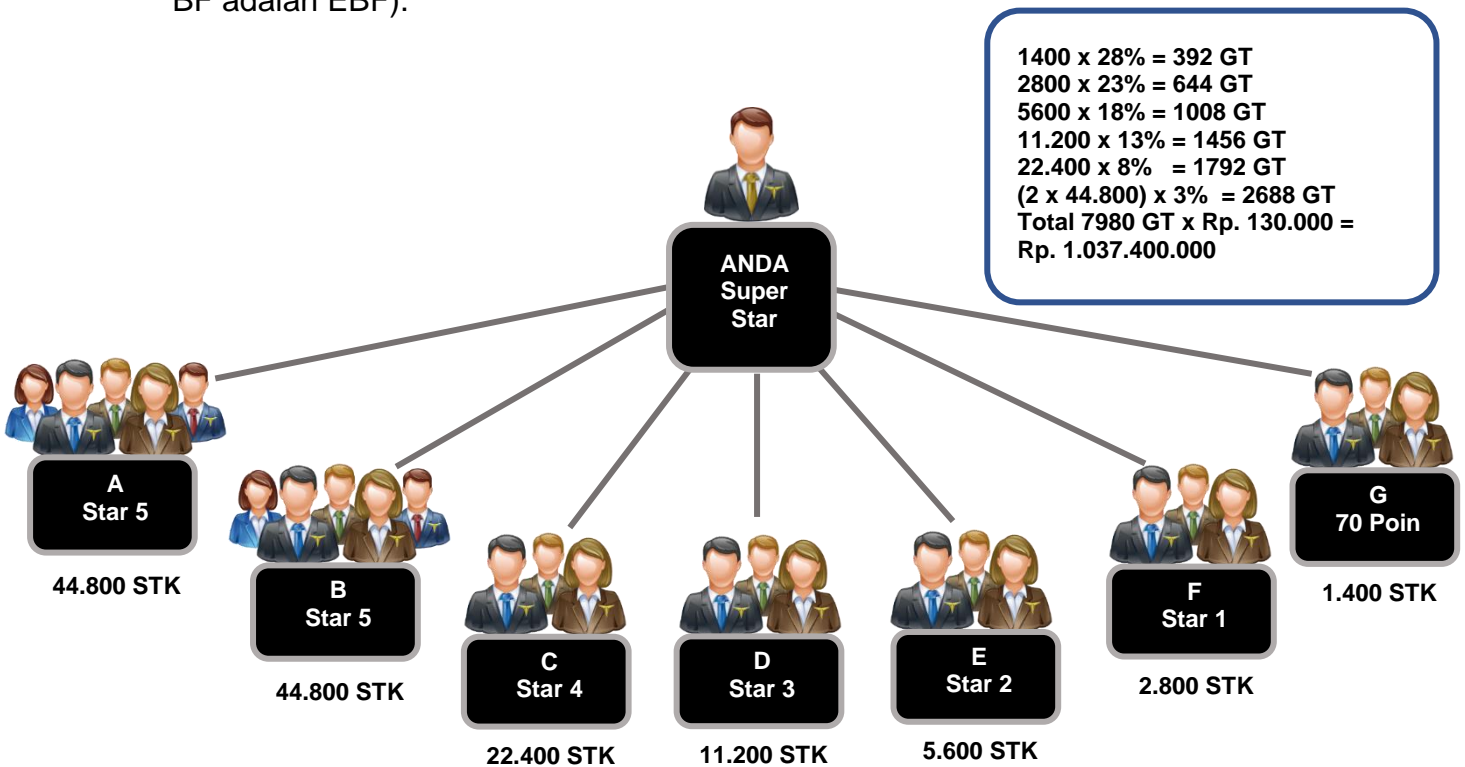 BF adalah EBF).
1400 x 28% = 392 GT
2800 x 23% = 644 GT
5600 x 18% = 1008 GT
11.200 x 13% = 1456 GT
22.400 x 8% = 1792 GT
(2 x 44.800) x 3% = 2688 GT
Total 7980 GT x Rp. 130.000 =
Rp. 1.037.400.000
ANDA
Super
Star
A
Star 5
44.800 STK
B
Star 5
44.800 STK
C
Star 4
22.400 STK
D
Star 3
11.200 STK
E
Star 2
5.600 STK
F
Star 1
2.800 STK
G
70 Poin
1.400 STK